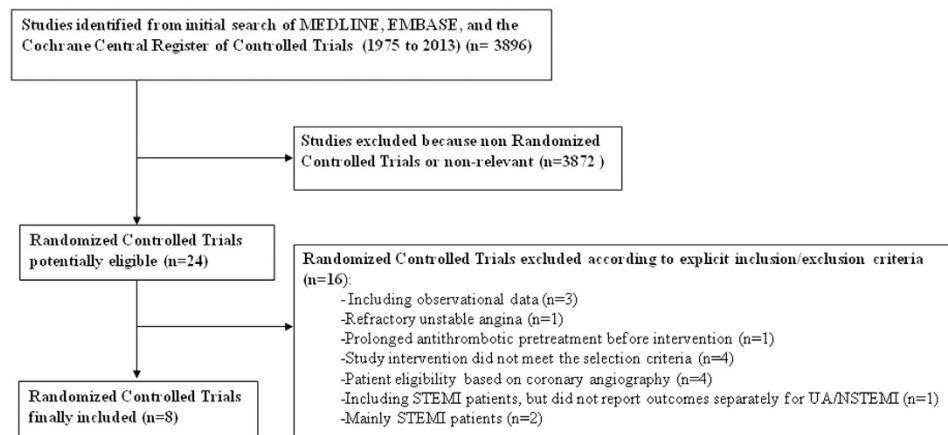 Studies identified from initial search of MEDLINE, EMBASE, and the
Cochrane Central Register of Controlled Trials (1975 to 2013) (n= 3896)
Studies excluded because non Randomized
Controlled Trials or non-relevant (n=3872 )
Randomized Controlled Trials
potentially eligible (n=24)
Randomized Controlled Trials excluded according to explicit inclusion/exclusion criteria
(n=16):
-Including observational data (n=3)
-Refractory unstable angina (n=1)
-Prolonged antithrombotic pretreatment before intervention (n=1)
-Study intervention did not meet the selection criteria (n=4)
-Patient eligibility based on coronary angiography (n=4)
-Including STEMI patients, but did not report outcomes separately for UA/NSTEMI (n=1)
-Mainly STEMI patients (n=2)
Randomized Controlled Trials
finally included (n=8)